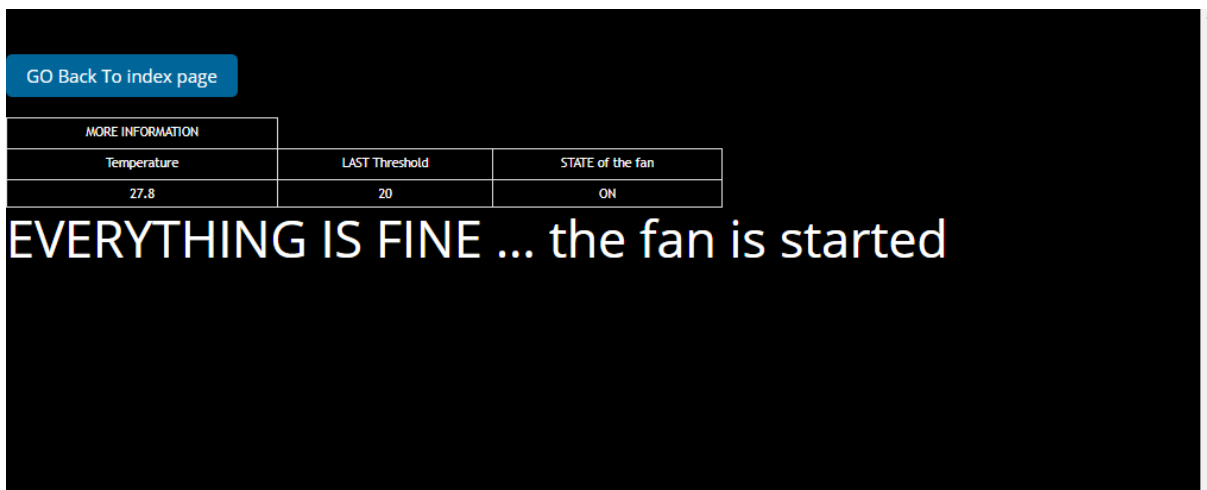 GO Back To index page
MORE INFORMATION
Temperature LAST Threshold STATE of the fan
27.8 20 ON
EVERYTHING IS FINE ... the fan is started